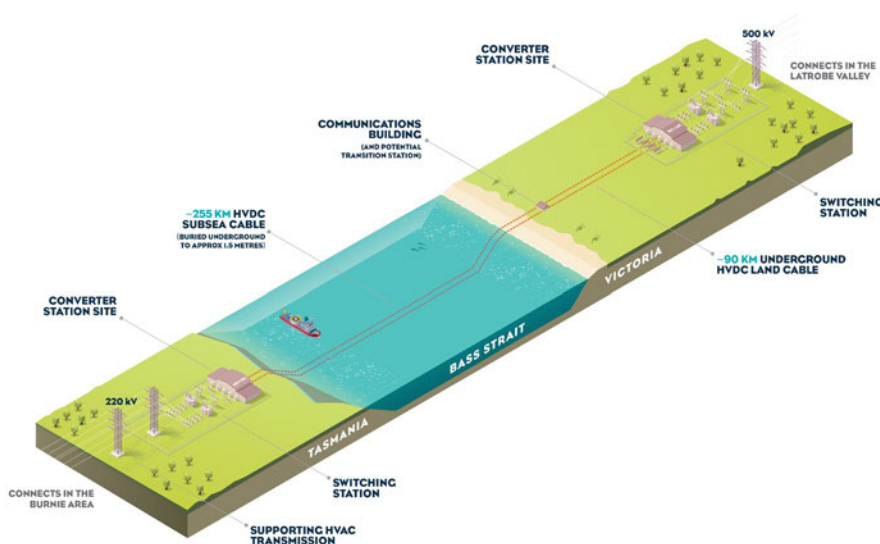 500 kV
CONVERTER
STATION SITE
CONNECTS IN THE
LATROBE VALLEY
COMMUNICATIONS
BUILDING
(AND POTENTIAL
TRANSITION STATION)
SWITCHING
STATION
~255 KM HVDC
SUBSEA CABLE
(BURIED UNDERGROUND
TO APPROX 1.5 METRES)
~90 KM UNDERGROUND
HVDC LAND CABLE
VICTORIA
CONVERTER
STATION SITE
BASS STRAIT
220 kV
TASMANIA
SWITCHING
STATION
CONNECTS IN THE
BURNIE AREA
SUPPORTING HVAC
TRANSMISSION